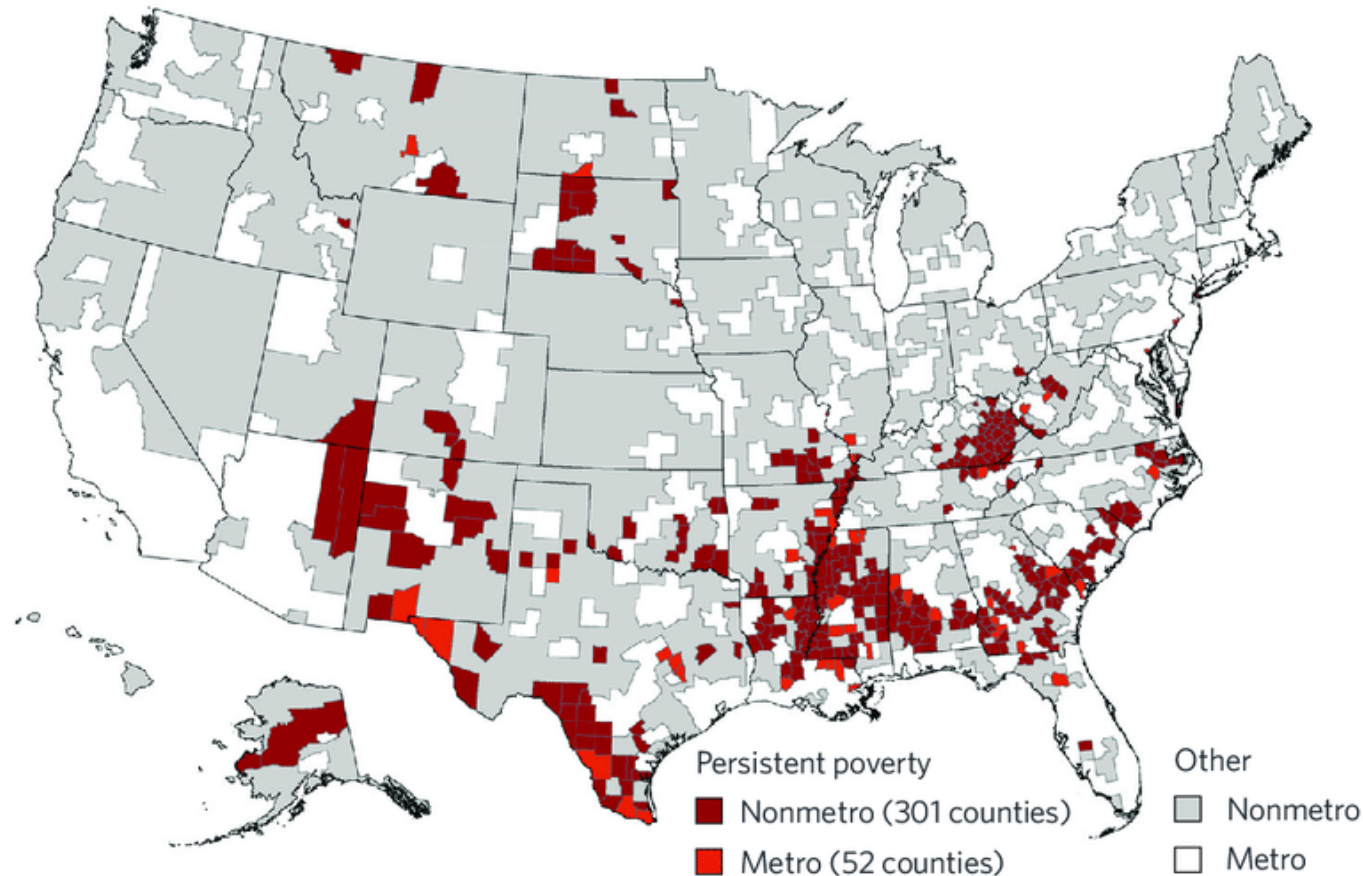 Persistent poverty
Nonmetro (301 counties)
Metro (52 counties)
Other
Nonmetro
Metro